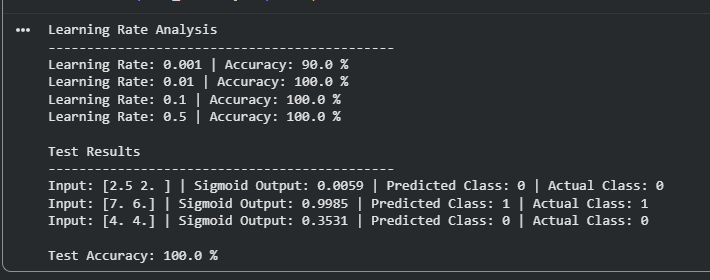 Learning Rate Analysis
--------------------------------------------
Learning Rate: 0.001 | Accuracy: 90.0 %
Learning Rate: 0.01 | Accuracy: 100.0 %
Learning Rate: 0.1 | Accuracy: 100.0 %
Learning Rate: 0.5 | Accuracy: 100.0 %
Test Results
--------------------------------------------
Input: [2.5 2. ] | Sigmoid Output: 0.0059 | Predicted Class: 0 | Actual Class: 0
Input: [7. 6.] | Sigmoid Output: 0.9985 | Predicted Class: 1 | Actual Class: 1
Input: [4. 4.] | Sigmoid Output: 0.3531 | Predicted Class: 0 | Actual Class: 0
Test Accuracy: 100.0 %